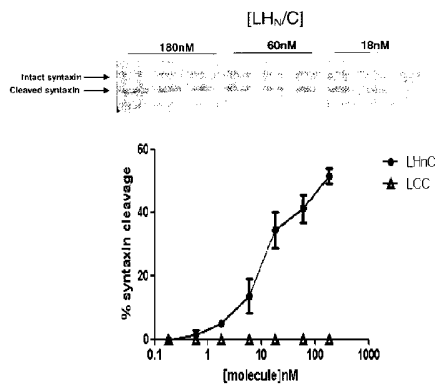 [LHN/C]
180nM 60nM 18nM
Intact syntaxin
Cleaved syntaxin
60
40
20
0
% syntaxin cleavage
0.1 1 10 100 1000
[molecule]nM
LHnC
LCC